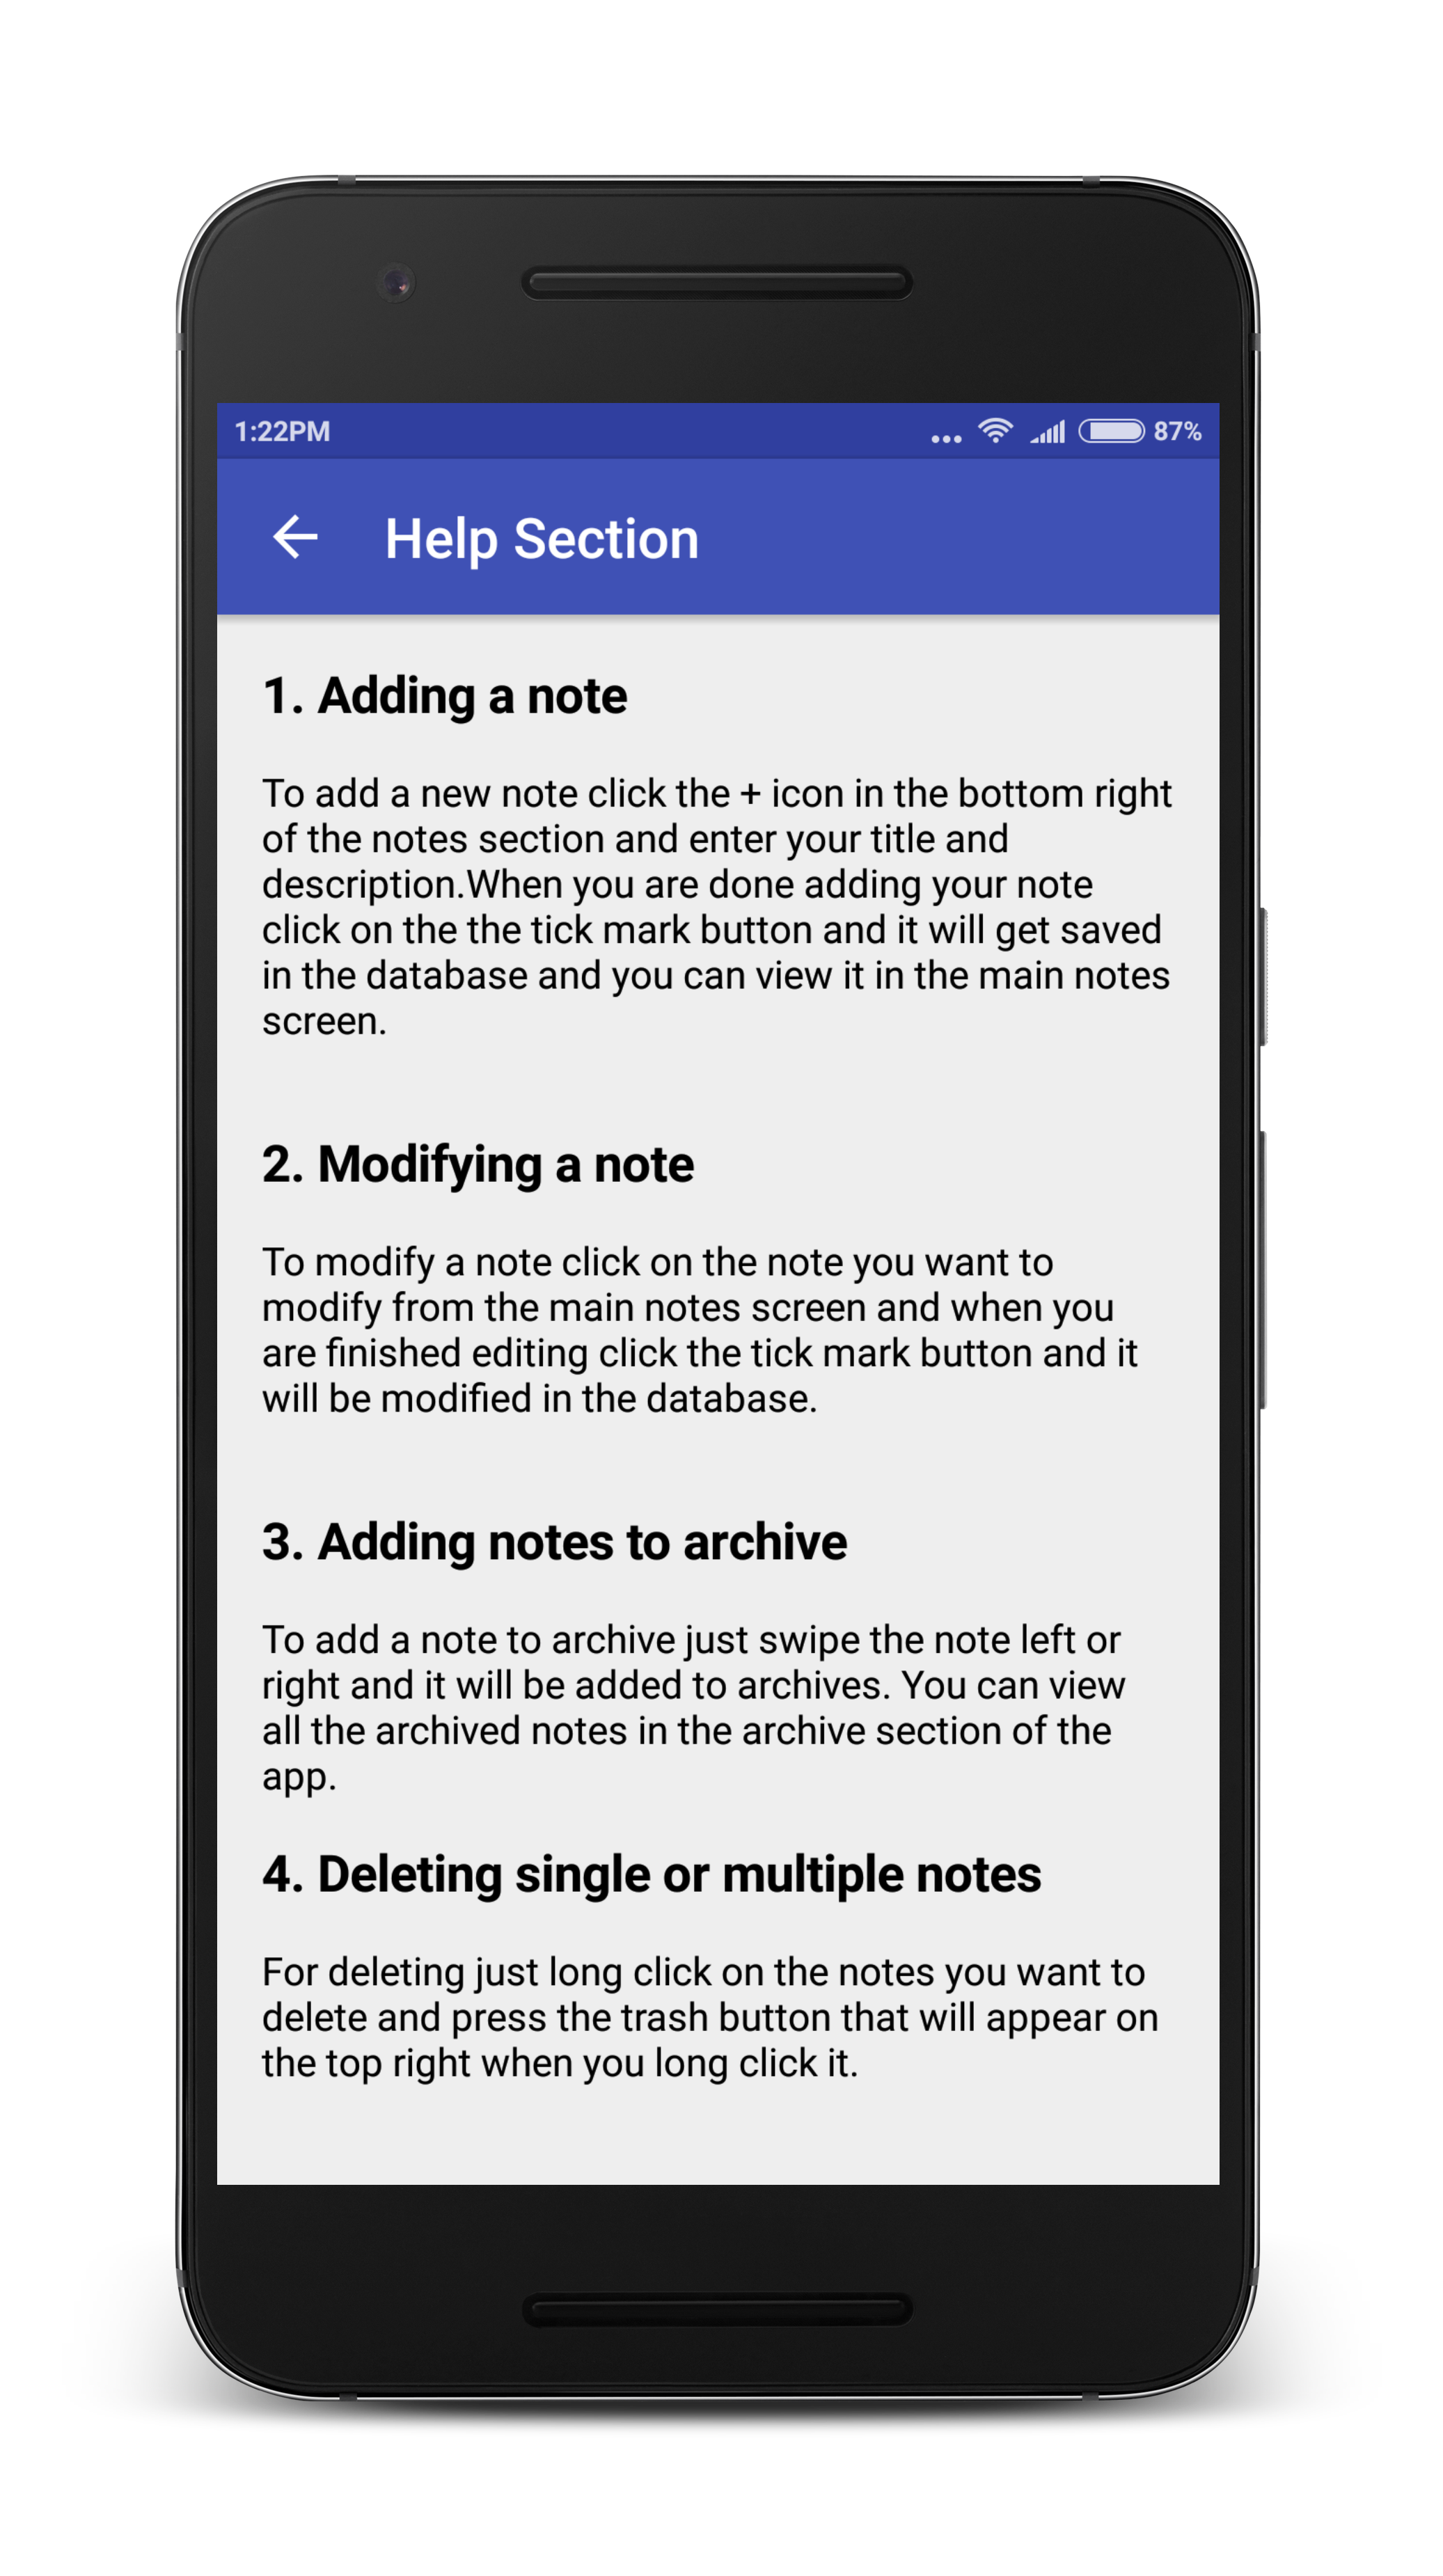 1:22PM 87%
Help Section
1. Adding a note
To add a new note click the + icon in the bottom right
of the notes section and enter your title and
description.When you are done adding your note
click on the the tick mark button and it will get saved
in the database and you can view it in the main notes
screen.
2. Modifying a note
To modify a note click on the note you want to
modify from the main notes screen and when you
are finished editing click the tick mark button and it
will be modified in the database.
3. Adding notes to archive
To add a note to archive just swipe the note left or
right and it will be added to archives. You can view
all the archived notes in the archive section of the
app.
4. Deleting single or multiple notes
For deleting just long click on the notes you want to
delete and press the trash button that will appear on
the top right when you long click it.